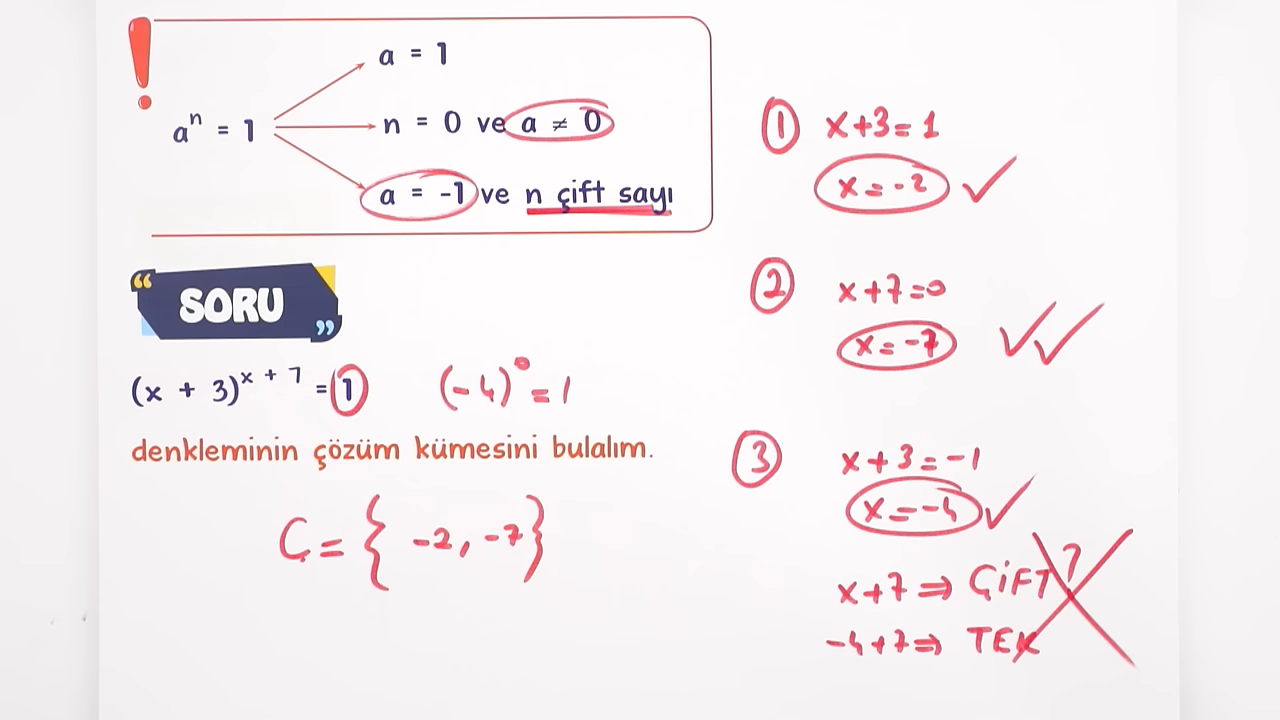 !
a = 1
aⁿ = 1
n = 0 ve a ≠ 0
a = -1 ve n çift sayı
“ SORU ”
(x + 3)ˣ ⁺ ⁷ = 1
(-4)⁰ = 1
denkleminin çözüm kümesini bulalım.
Ç = { -2, -7 }
1 x+3=1
x=-2 ✓
2 x+7=0
x=-7 ✓✓
3 x+3=-1
x=-4 ✓
x+7 ⇒ ÇİFT ?
-4+7 ⇒ TEK